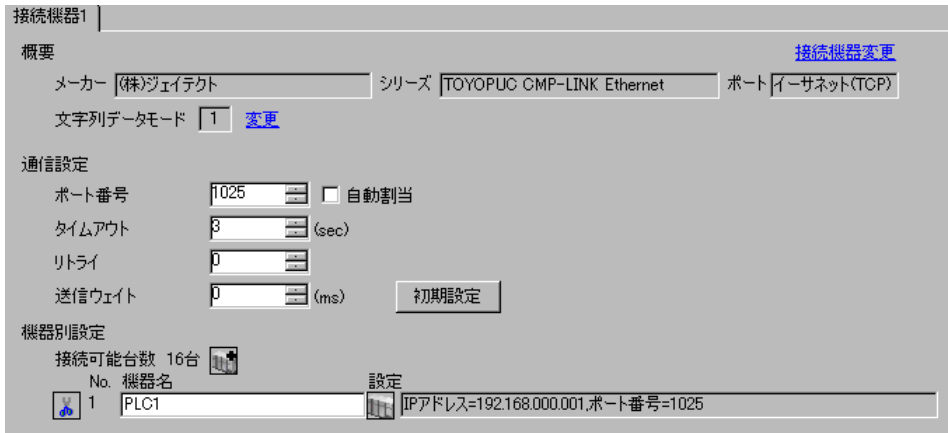 接続機器1
概要
接続機器変更
メーカー (株)ジェイテクト シリーズ TOYOPUC CMP-LINK Ethernet ポート イーサネット(TCP)
文字列データモード 1 変更
通信設定
ポート番号 1025 自動割当
タイムアウト 3 (sec)
リトライ 0
送信ウェイト 0 (ms) 初期設定
機器別設定
接続可能台数 16台
No. 機器名 設定
1 PLC1 IPアドレス=192.168.000.001,ポート番号=1025